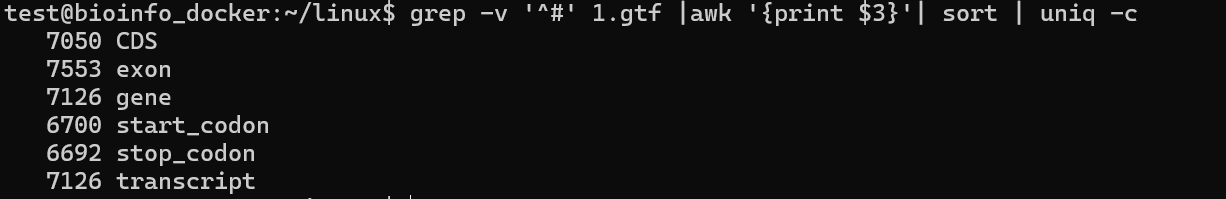 test@bioinfo_docker:~/linux$ grep -v '^#' 1.gtf |awk '{print $3}'| sort | uniq -c
7050 CDS
7553 exon
7126 gene
6700 start_codon
6692 stop_codon
7126 transcript